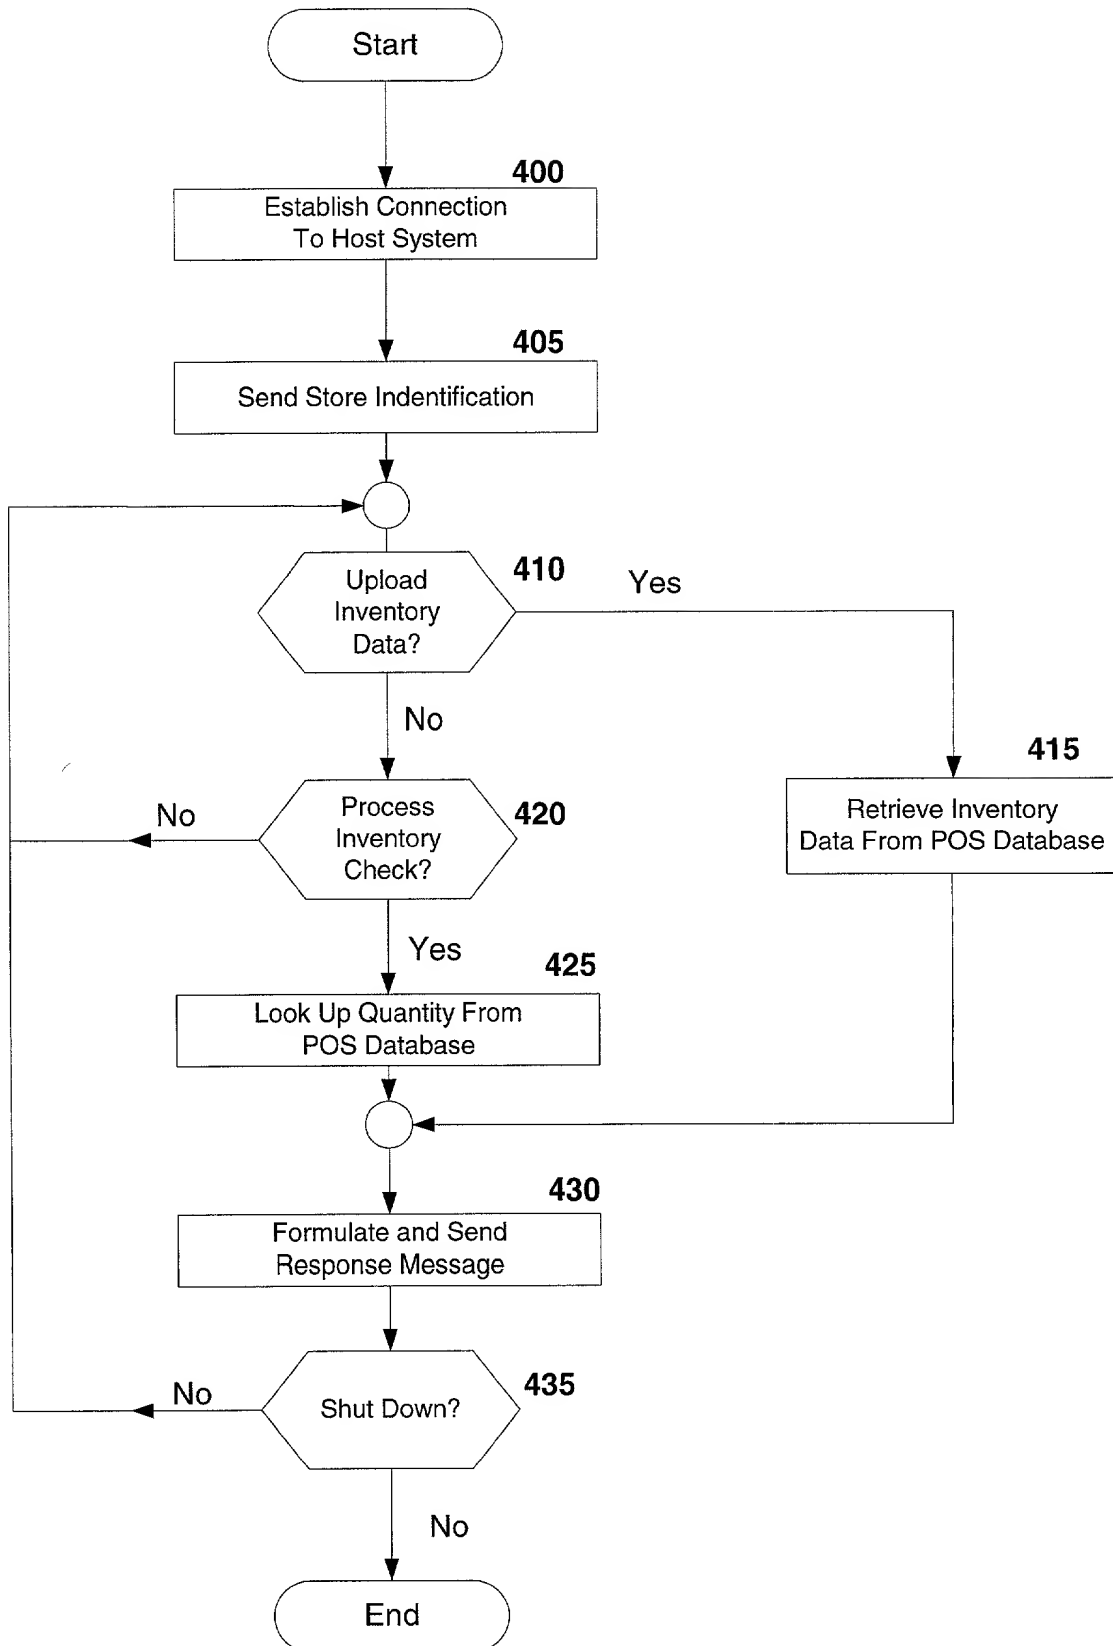 Start
400
Establish Connection
To Host System
405
Send Store Indentification
410
Upload
Inventory
Data?
Yes
No
415
Retrieve Inventory
Data From POS Database
420
Process
Inventory
Check?
No
Yes
425
Look Up Quantity From
POS Database
430
Formulate and Send
Response Message
435
Shut Down?
No
No
End